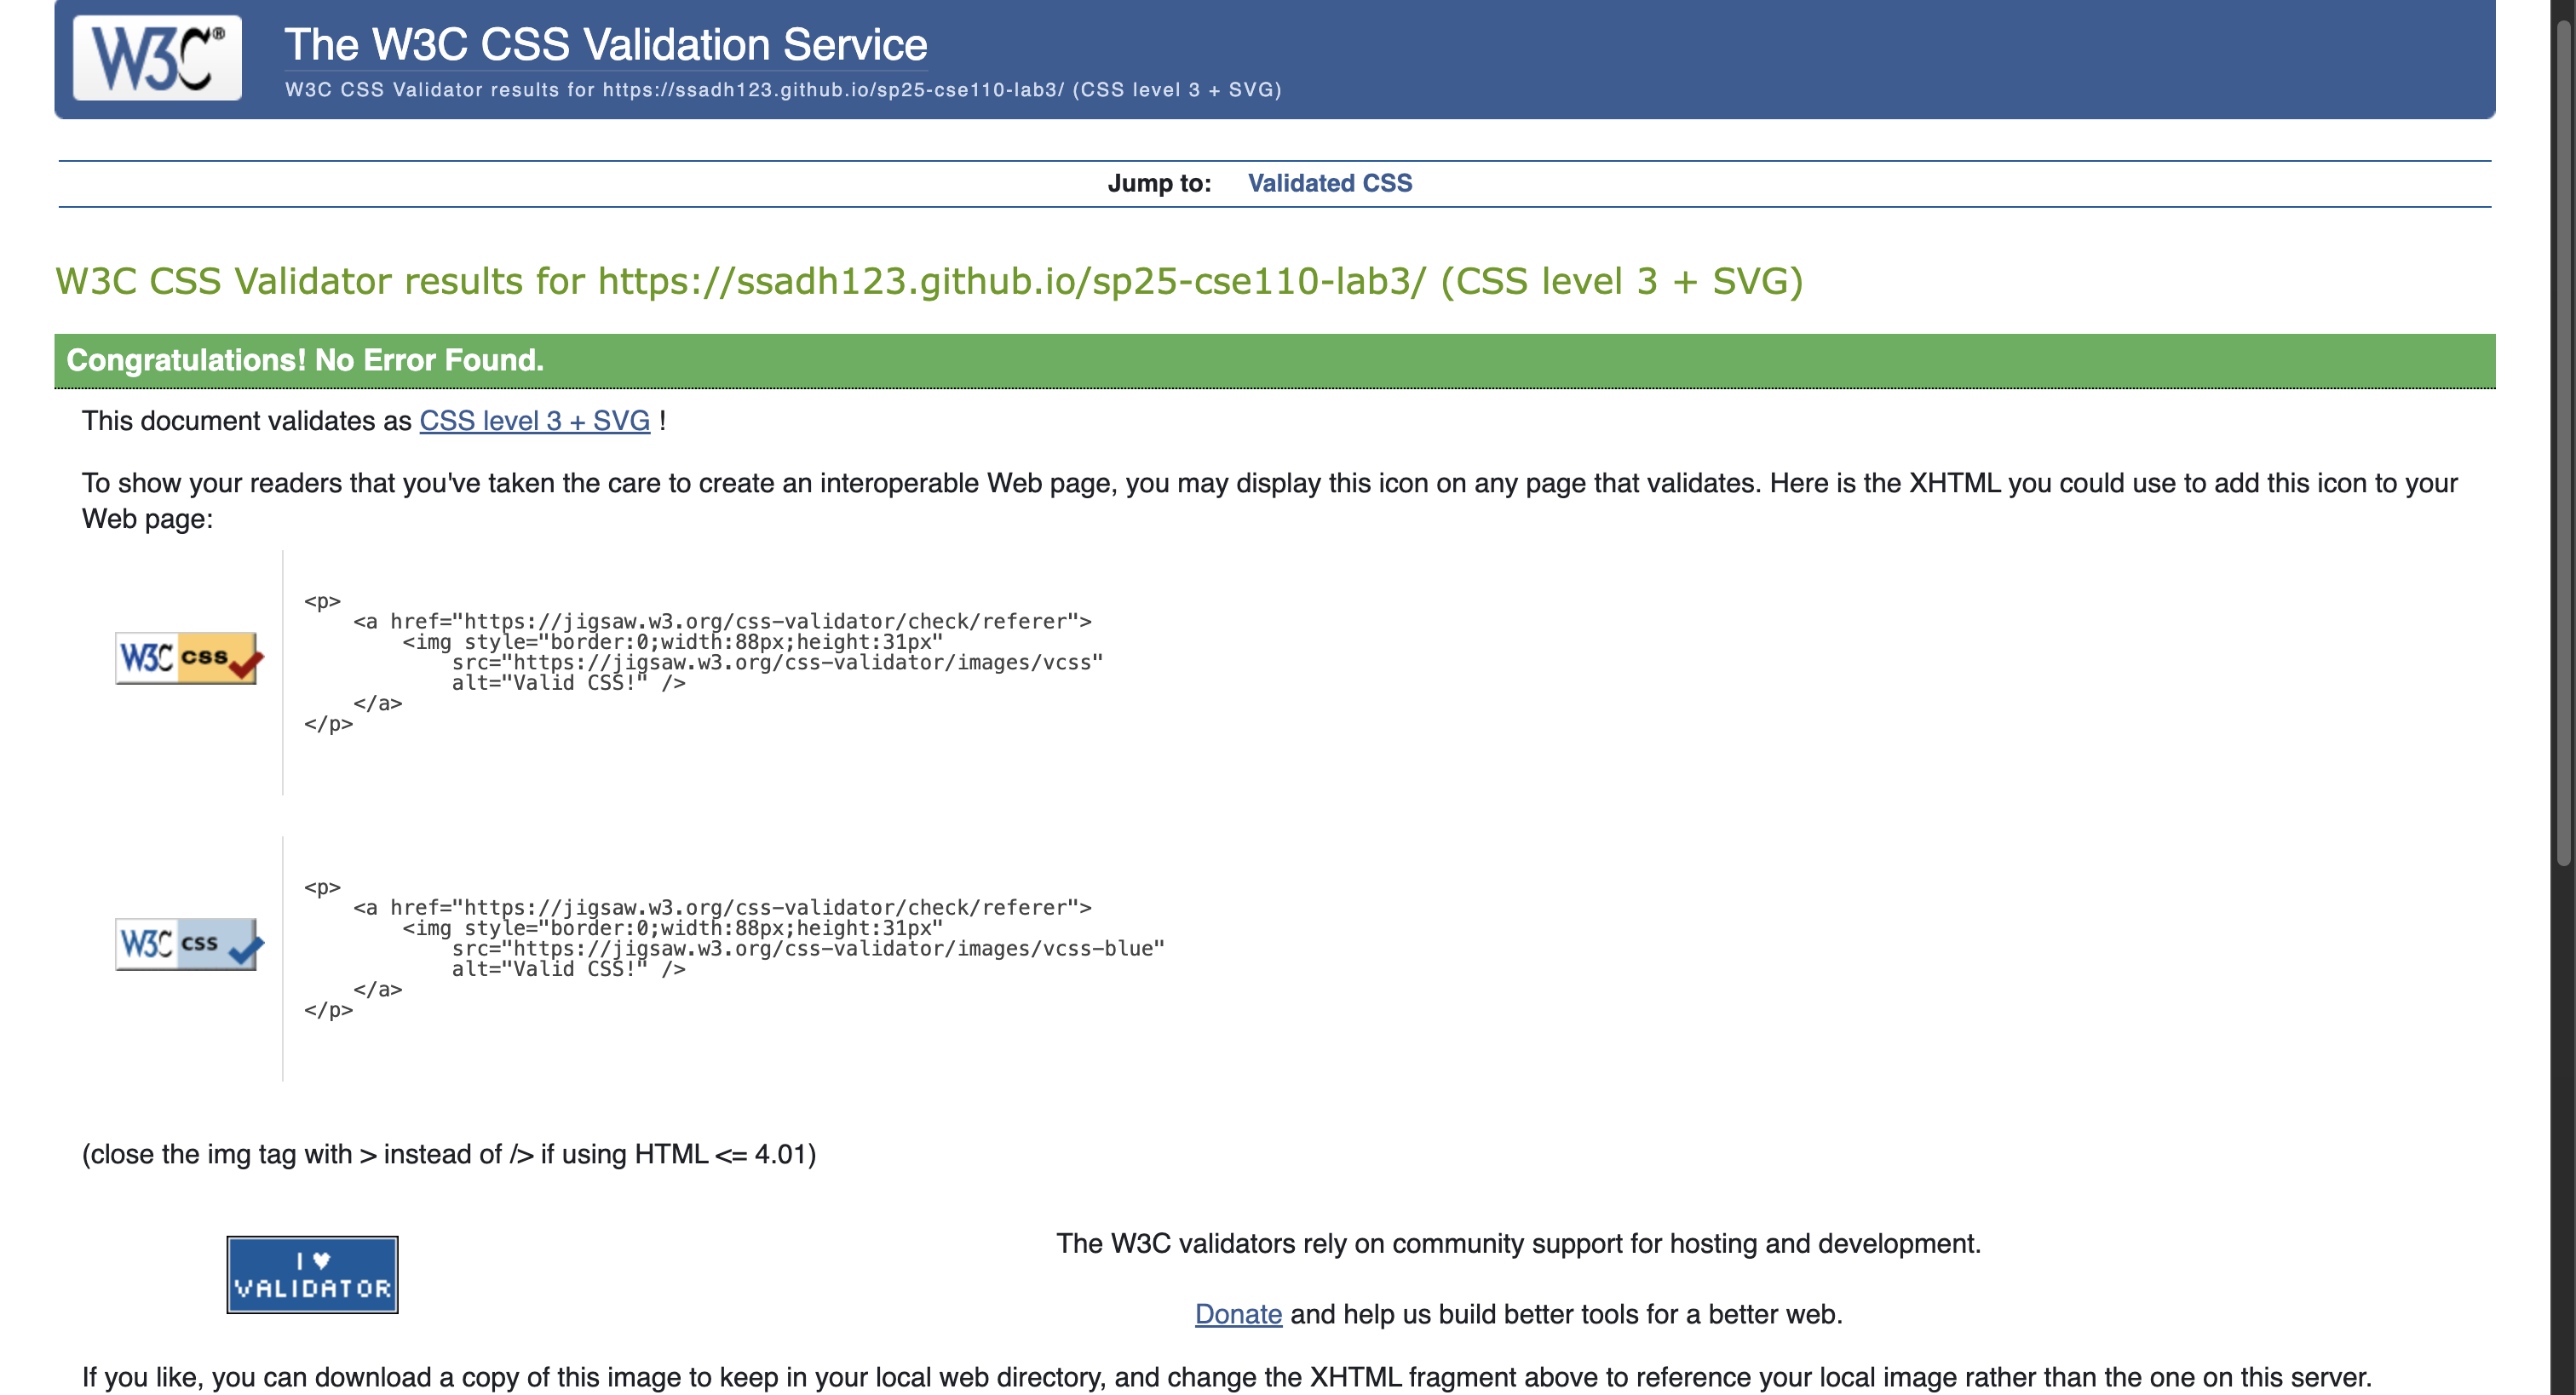 W3C®
The W3C CSS Validation Service
W3C CSS Validator results for https://ssadh123.github.io/sp25-cse110-lab3/ (CSS level 3 + SVG)
Jump to: Validated CSS
W3C CSS Validator results for https://ssadh123.github.io/sp25-cse110-lab3/ (CSS level 3 + SVG)
Congratulations! No Error Found.
This document validates as CSS level 3 + SVG !
To show your readers that you've taken the care to create an interoperable Web page, you may display this icon on any page that validates. Here is the XHTML you could use to add this icon to your
Web page:
W3C css
<p>
    <a href="https://jigsaw.w3.org/css-validator/check/referer">
        <img style="border:0;width:88px;height:31px"
            src="https://jigsaw.w3.org/css-validator/images/vcss"
            alt="Valid CSS!" />
    </a>
</p>
W3C css
<p>
    <a href="https://jigsaw.w3.org/css-validator/check/referer">
        <img style="border:0;width:88px;height:31px"
            src="https://jigsaw.w3.org/css-validator/images/vcss-blue"
            alt="Valid CSS!" />
    </a>
</p>
(close the img tag with > instead of /> if using HTML <= 4.01)
I ♥
VALIDATOR
The W3C validators rely on community support for hosting and development.
Donate and help us build better tools for a better web.
If you like, you can download a copy of this image to keep in your local web directory, and change the XHTML fragment above to reference your local image rather than the one on this server.